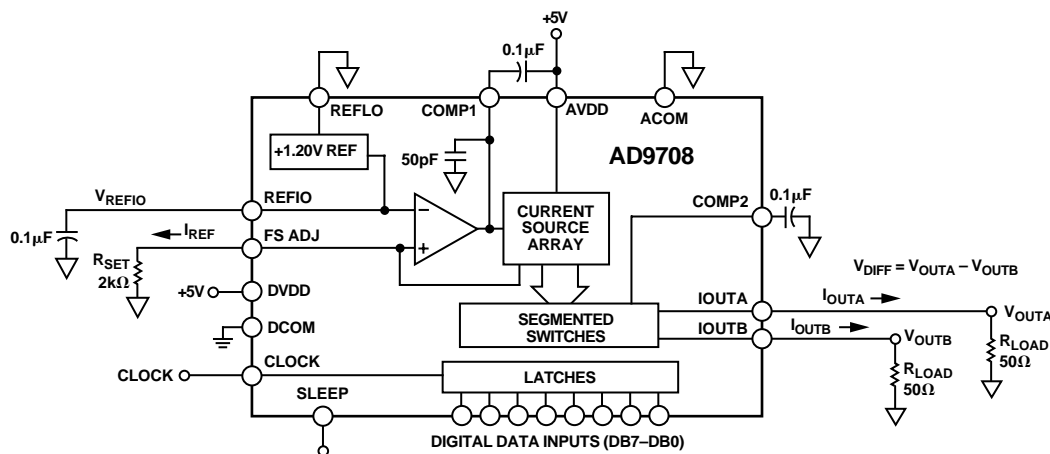 +5V
0.1μF
REFLO
COMP1
AVDD
ACOM
+1.20V REF
50pF
AD9708
V_REFIO
REFIO
CURRENT
SOURCE
ARRAY
COMP2
0.1μF
0.1μF
I_REF
FS ADJ
R_SET
2kΩ
V_DIFF = V_OUTA – V_OUTB
+5V
DVDD
SEGMENTED
SWITCHES
IOUTA
I_OUTA
V_OUTA
DCOM
IOUTB
I_OUTB
V_OUTB
R_LOAD
50Ω
R_LOAD
50Ω
CLOCK
CLOCK
LATCHES
SLEEP
DIGITAL DATA INPUTS (DB7–DB0)